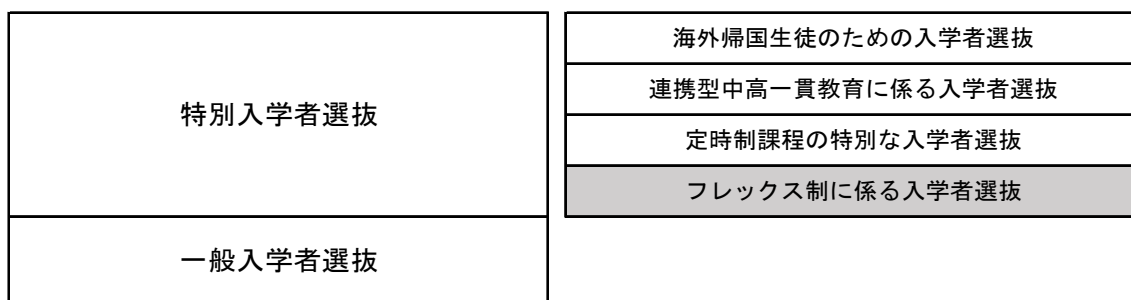 特別入学者選抜
一般入学者選抜
海外帰国生徒のための入学者選抜
連携型中高一貫教育に係る入学者選抜
定時制課程の特別な入学者選抜
フレックス制に係る入学者選抜